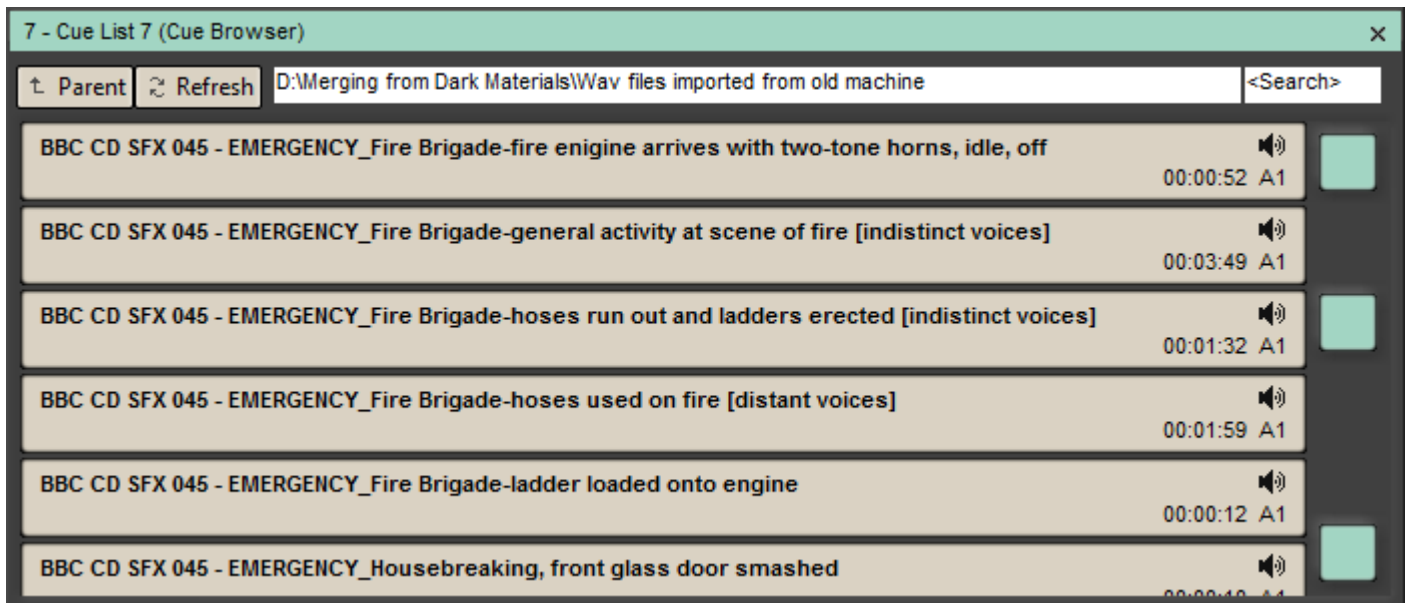 7 - Cue List 7 (Cue Browser)
Parent Refresh D:\Merging from Dark Materials\Wav files imported from old machine <Search>
BBC CD SFX 045 - EMERGENCY_Fire Brigade-fire enigine arrives with two-tone horns, idle, off
00:00:52 A1
BBC CD SFX 045 - EMERGENCY_Fire Brigade-general activity at scene of fire [indistinct voices]
00:03:49 A1
BBC CD SFX 045 - EMERGENCY_Fire Brigade-hoses run out and ladders erected [indistinct voices]
00:01:32 A1
BBC CD SFX 045 - EMERGENCY_Fire Brigade-hoses used on fire [distant voices]
00:01:59 A1
BBC CD SFX 045 - EMERGENCY_Fire Brigade-ladder loaded onto engine
00:00:12 A1
BBC CD SFX 045 - EMERGENCY_Housebreaking, front glass door smashed